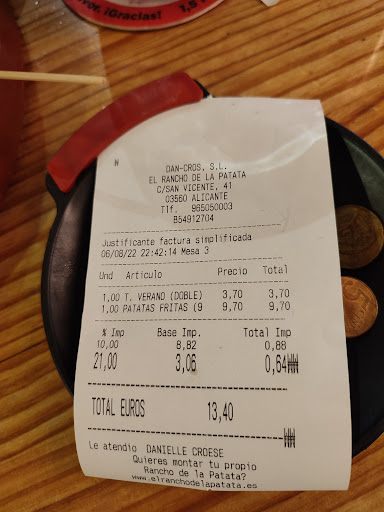 ¡Gracias!
1,5
DAN-CROS, S.L.
EL RANCHO DE LA PATATA
C/SAN VICENTE, 41
03560 ALICANTE
Tlf. 965050003
B54912704
Justificante factura simplificada
06/08/22 22:42:14 Mesa 3
Und Articulo Precio Total
1,00 T. VERANO (DOBLE) 3,70 3,70
1,00 PATATAS FRITAS (9 9,70 9,70
% Imp Base Imp. Total Imp
10,00 8,82 0,88
21,00 3,06 0,64
TOTAL EUROS 13,40
Le atendio DANIELLE CROESE
Quieres montar tu propio
Rancho de la Patata?
www.elranchodelapatata.es